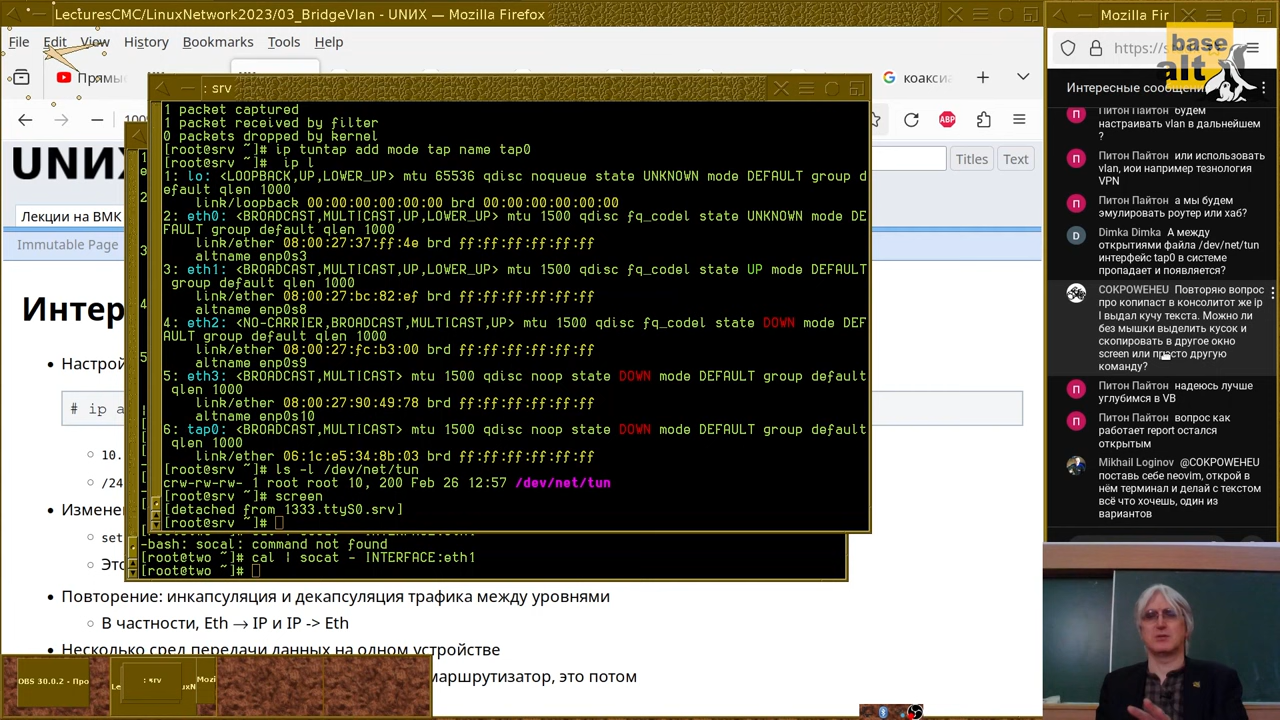 LecturesCMC/LinuxNetwork2023/03_BridgeVlan - UNИX — Mozilla Firefox
File Edit View History Bookmarks Tools Help
Прямые
коакси
: srv
1 packet captured
1 packet received by filter
0 packets dropped by kernel
[root@srv ~]# ip tuntap add mode tap name tap0
[root@srv ~]#  ip l
1: lo: <LOOPBACK,UP,LOWER_UP> mtu 65536 qdisc noqueue state UNKNOWN mode DEFAULT group d
efault qlen 1000
link/loopback 00:00:00:00:00:00 brd 00:00:00:00:00:00
2: eth0: <BROADCAST,MULTICAST,UP,LOWER_UP> mtu 1500 qdisc fq_codel state UNKNOWN mode DE
FAULT group default qlen 1000
link/ether 08:00:27:37:ff:4e brd ff:ff:ff:ff:ff:ff
altname enp0s3
3: eth1: <BROADCAST,MULTICAST,UP,LOWER_UP> mtu 1500 qdisc fq_codel state UP mode DEFAULT
group default qlen 1000
link/ether 08:00:27:bc:82:ef brd ff:ff:ff:ff:ff:ff
altname enp0s8
4: eth2: <NO-CARRIER,BROADCAST,MULTICAST,UP> mtu 1500 qdisc fq_codel state DOWN mode DEF
AULT group default qlen 1000
link/ether 08:00:27:fc:b3:00 brd ff:ff:ff:ff:ff:ff
altname enp0s9
5: eth3: <BROADCAST,MULTICAST> mtu 1500 qdisc noop state DOWN mode DEFAULT group default
qlen 1000
link/ether 08:00:27:90:49:78 brd ff:ff:ff:ff:ff:ff
altname enp0s10
6: tap0: <BROADCAST,MULTICAST> mtu 1500 qdisc noop state DOWN mode DEFAULT group default
qlen 1000
link/ether 06:1c:e5:34:8b:03 brd ff:ff:ff:ff:ff:ff
[root@srv ~]# ls -l /dev/net/tun
crw-rw-rw- 1 root root 10, 200 Feb 26 12:57 /dev/net/tun
[root@srv ~]# screen
[detached from 1333.ttyS0.srv]
[root@srv ~]#
-bash: socal: command not found
[root@two ~]# cal | socat - INTERFACE:eth1
[root@two ~]#
UNИX
Titles Text
Лекции на ВМК
Immutable Page
Интер
• Настрой
# ip a
10.
/24
• Измене
set
Это
• Повторение: инкапсуляция и декапсуляция трафика между уровнями
В частности, Eth → IP и IP -> Eth
• Несколько сред передачи данных на одном устройстве
маршрутизатор, это потом
OBS 30.0.2 - Про
: srv
Mozi
Mozilla Fir
https://s
base
alt
Интересные сообщени
Питон Пайтон будем
настраивать vlan в дальнейшем
?
Питон Пайтон или использовать
vlan, иои например технология
VPN
Питон Пайтон а мы будем
эмулировать роутер или хаб?
Dimka Dimka А между
открытиями файла /dev/net/tun
интерфейс tap0 в системе
пропадает и появляется?
COKPOWEHEU Повторяю вопрос
про копипаст в консолитот же ip
l выдал кучу текста. Можно ли
без мышки выделить кусок и
скопировать в другое окно
screen или просто другую
команду?
Питон Пайтон надеюсь лучше
углубимся в VB
Питон Пайтон вопрос как
работает report остался
открытым
Mikhail Loginov @COKPOWEHEU
поставь себе neovim, открой в
нём терминал и делай с текстом
всё что хочешь, один из
вариантов